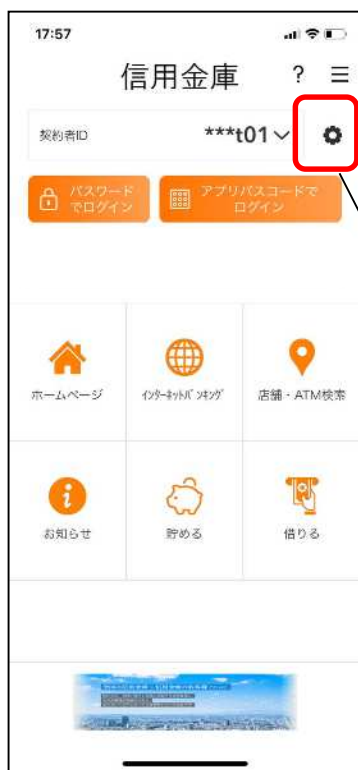 17:57
信用金庫 ?
契約者ID ***t01
パスワード
でログイン
アプリパスコードで
ログイン
ホームページ
インターネットバンキング
店舗・ATM検索
お知らせ
貯める
借りる